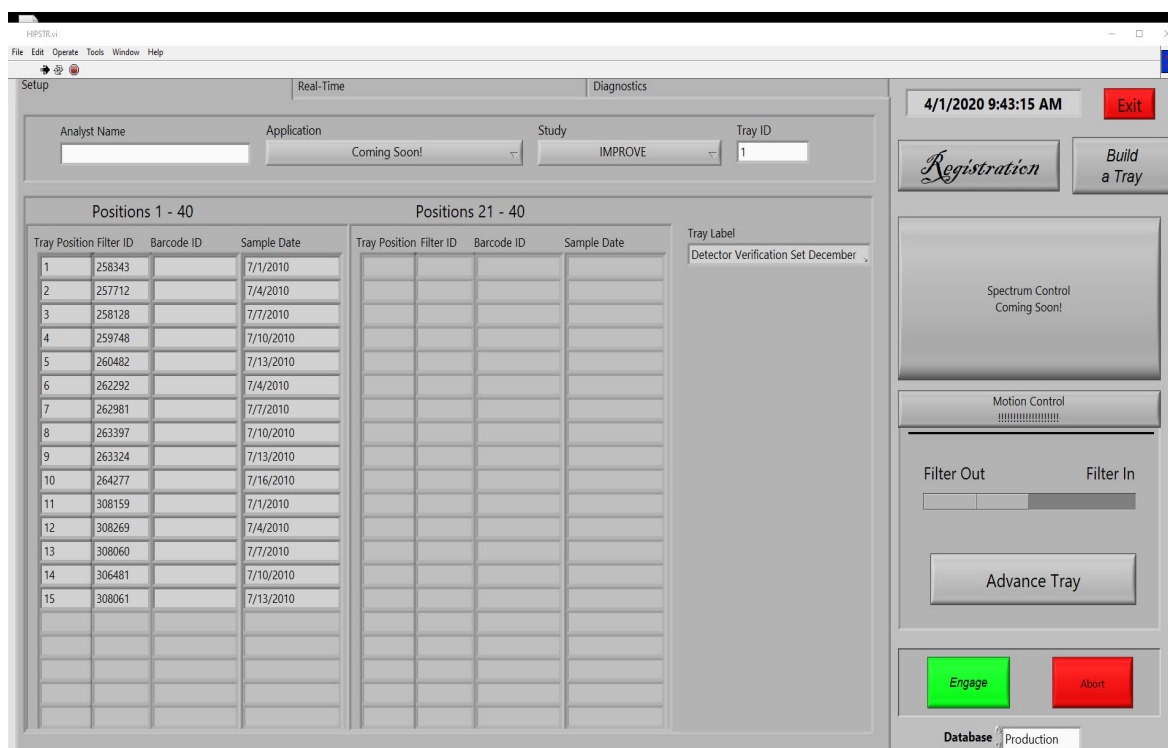 HIPSTR.vi
File Edit Operate Tools Window Help
Setup Real-Time Diagnostics
4/1/2020 9:43:15 AM Exit
Analyst Name Application Study Tray ID
Coming Soon! IMPROVE 1
Registration Build
a Tray
Positions 1 - 40 Positions 21 - 40
Tray Position Filter ID Barcode ID Sample Date Tray Position Filter ID Barcode ID Sample Date Tray Label
Detector Verification Set December
1 258343 7/1/2010
2 257712 7/4/2010
3 258128 7/7/2010
4 259748 7/10/2010
5 260482 7/13/2010
6 262292 7/4/2010
7 262981 7/7/2010
8 263397 7/10/2010
9 263324 7/13/2010
10 264277 7/16/2010
11 308159 7/1/2010
12 308269 7/4/2010
13 308060 7/7/2010
14 306481 7/10/2010
15 308061 7/13/2010
Spectrum Control
Coming Soon!
Motion Control
!!!!!!!!!!!!!!!!!!!!
Filter Out Filter In
Advance Tray
Engage Abort
Database Production